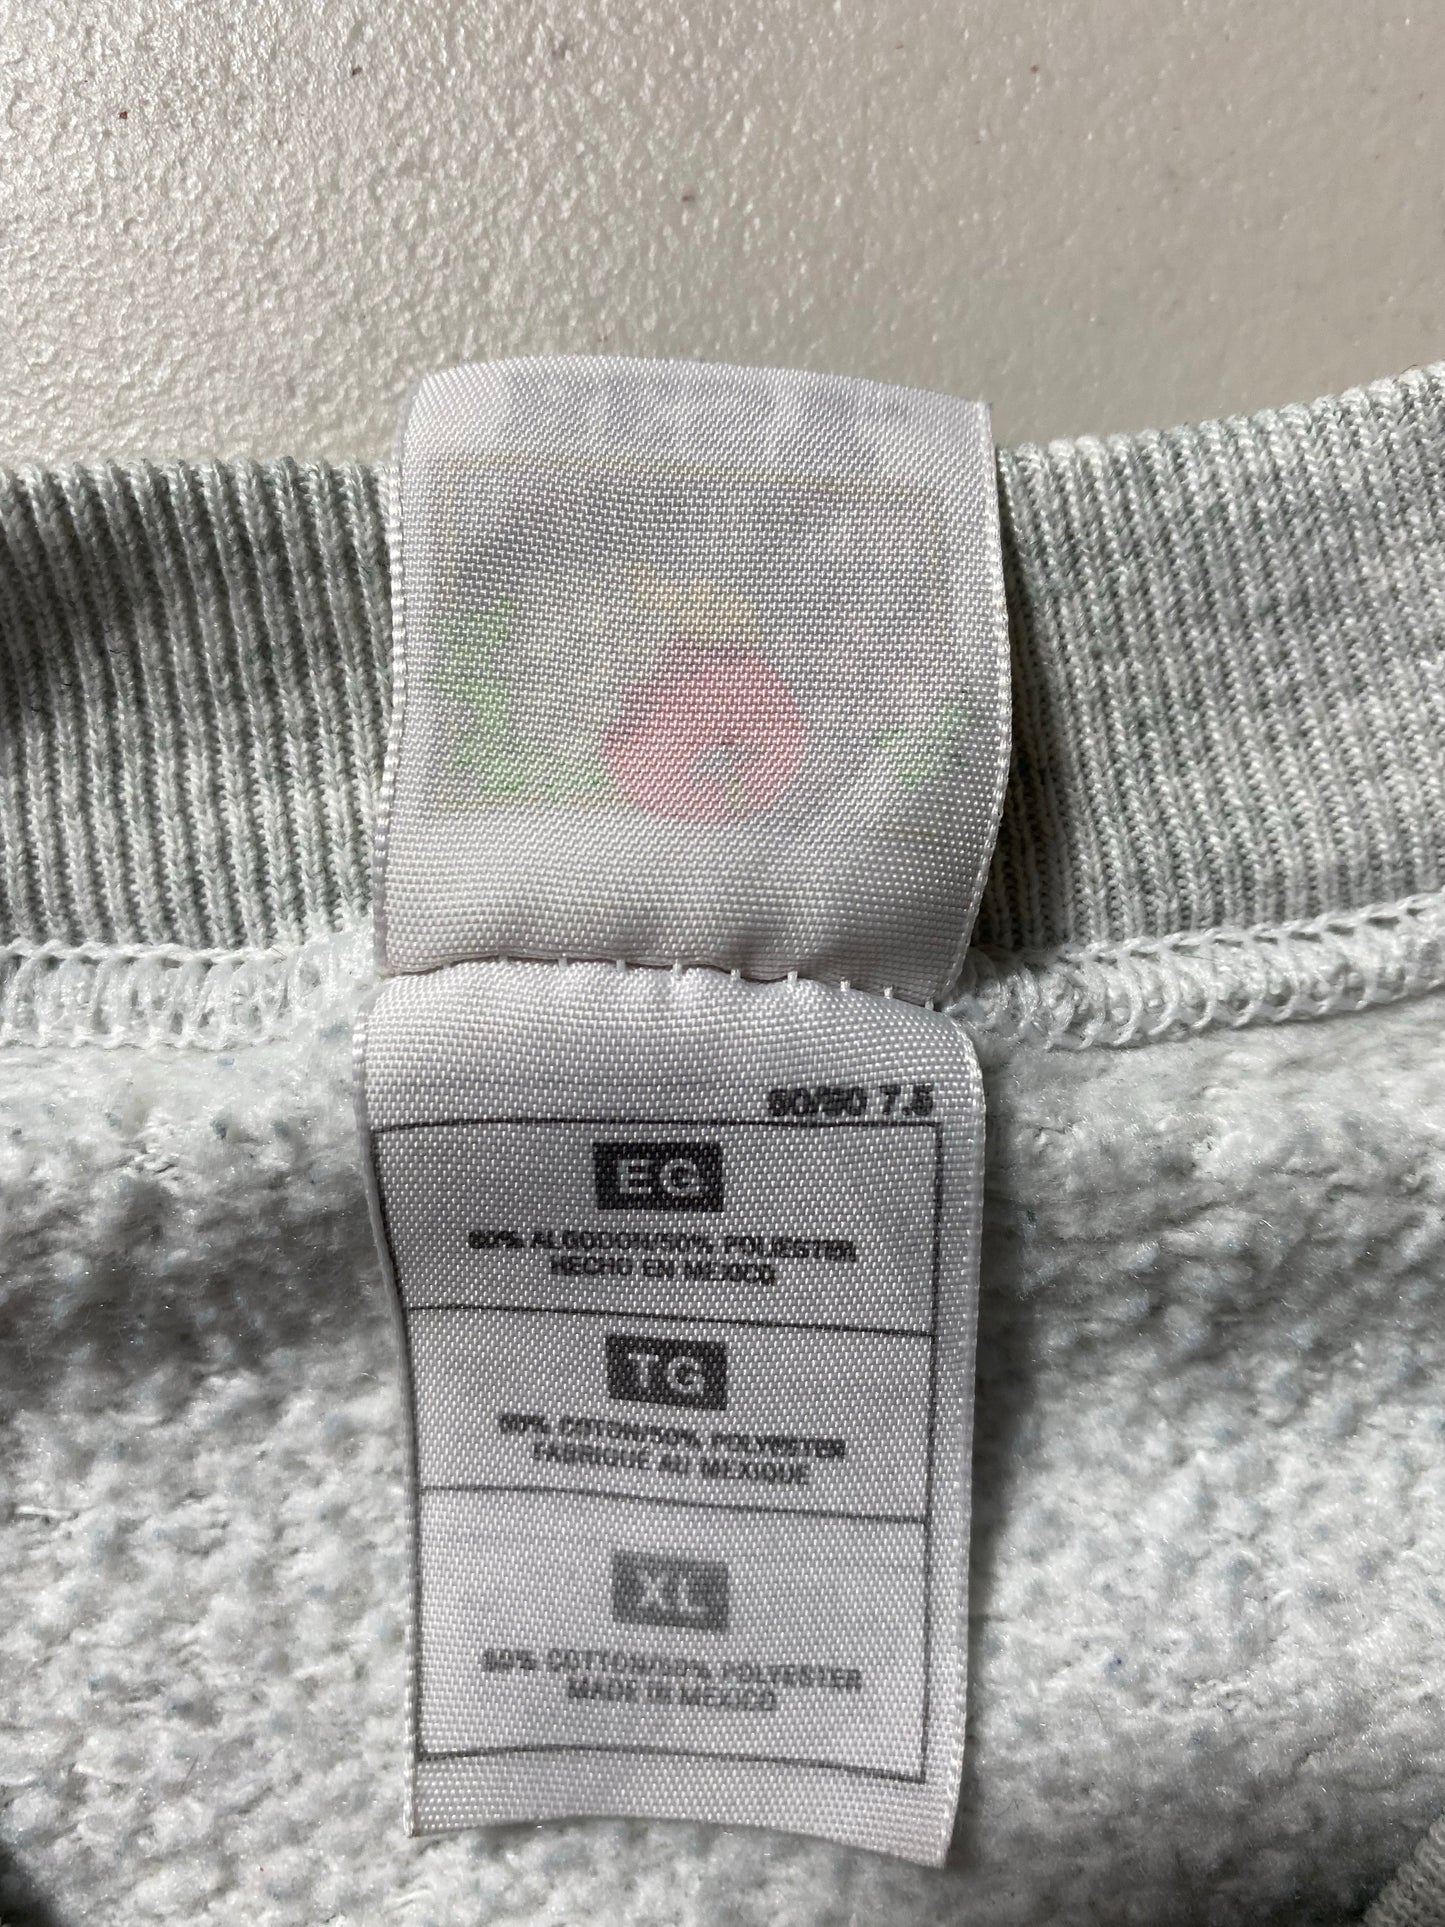 50/50 7.5
EG
50% ALGODON/50% POLIESTER
HECHO EN MEXICO
TG
50% COTON/50% POLYESTER
FABRIQUE AU MEXIQUE
XL
50% COTTON/50% POLYESTER
MADE IN MEXICO